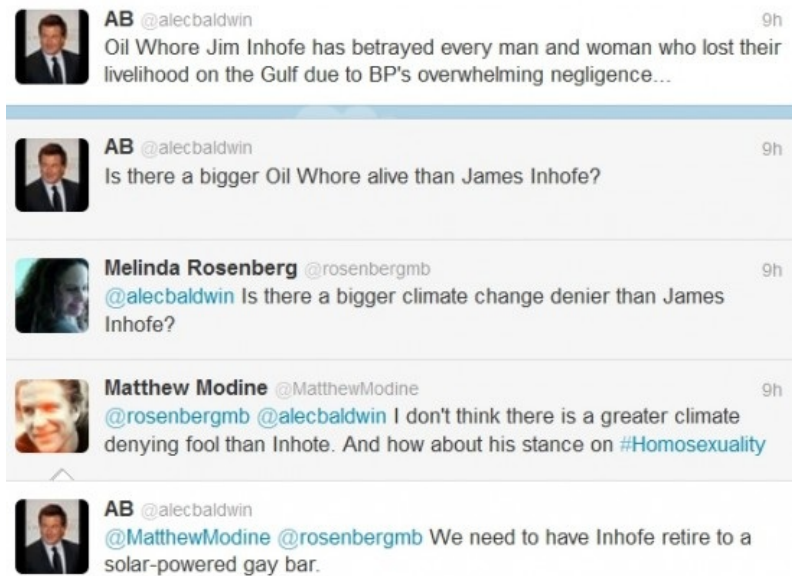 AB @alecbaldwin 9h
Oil Whore Jim Inhofe has betrayed every man and woman who lost their
livelihood on the Gulf due to BP's overwhelming negligence...
AB @alecbaldwin 9h
Is there a bigger Oil Whore alive than James Inhofe?
Melinda Rosenberg @rosenbergmb 9h
@alecbaldwin Is there a bigger climate change denier than James
Inhofe?
Matthew Modine @MatthewModine 9h
@rosenbergmb @alecbaldwin I don't think there is a greater climate
denying fool than Inhote. And how about his stance on #Homosexuality
AB @alecbaldwin
@MatthewModine @rosenbergmb We need to have Inhofe retire to a
solar-powered gay bar.